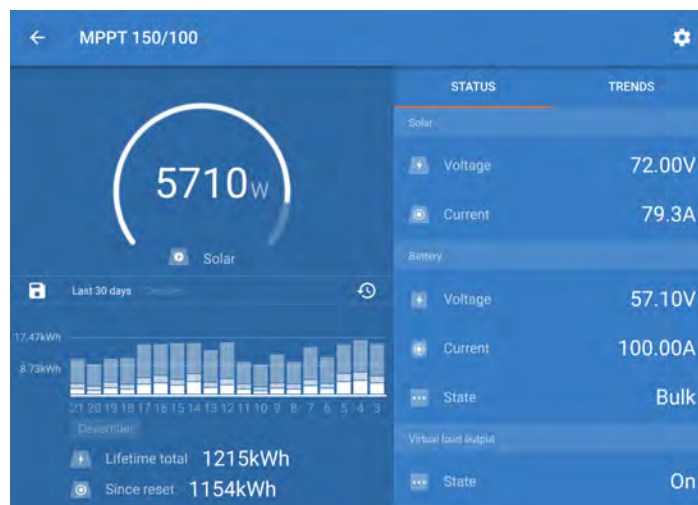 MPPT 150/100
5710W
Solar
Last 30 days
17.47kWh
8.73kWh
21 20 19 18 17 16 15 14 13 12 11 10 9 8 7 6 5 4 3
December
Lifetime total 1215kWh
Since reset 1154kWh
STATUS TRENDS
Solar
Voltage 72.00V
Current 79.3A
Battery
Voltage 57.10V
Current 100.00A
State Bulk
Virtual load output
State On